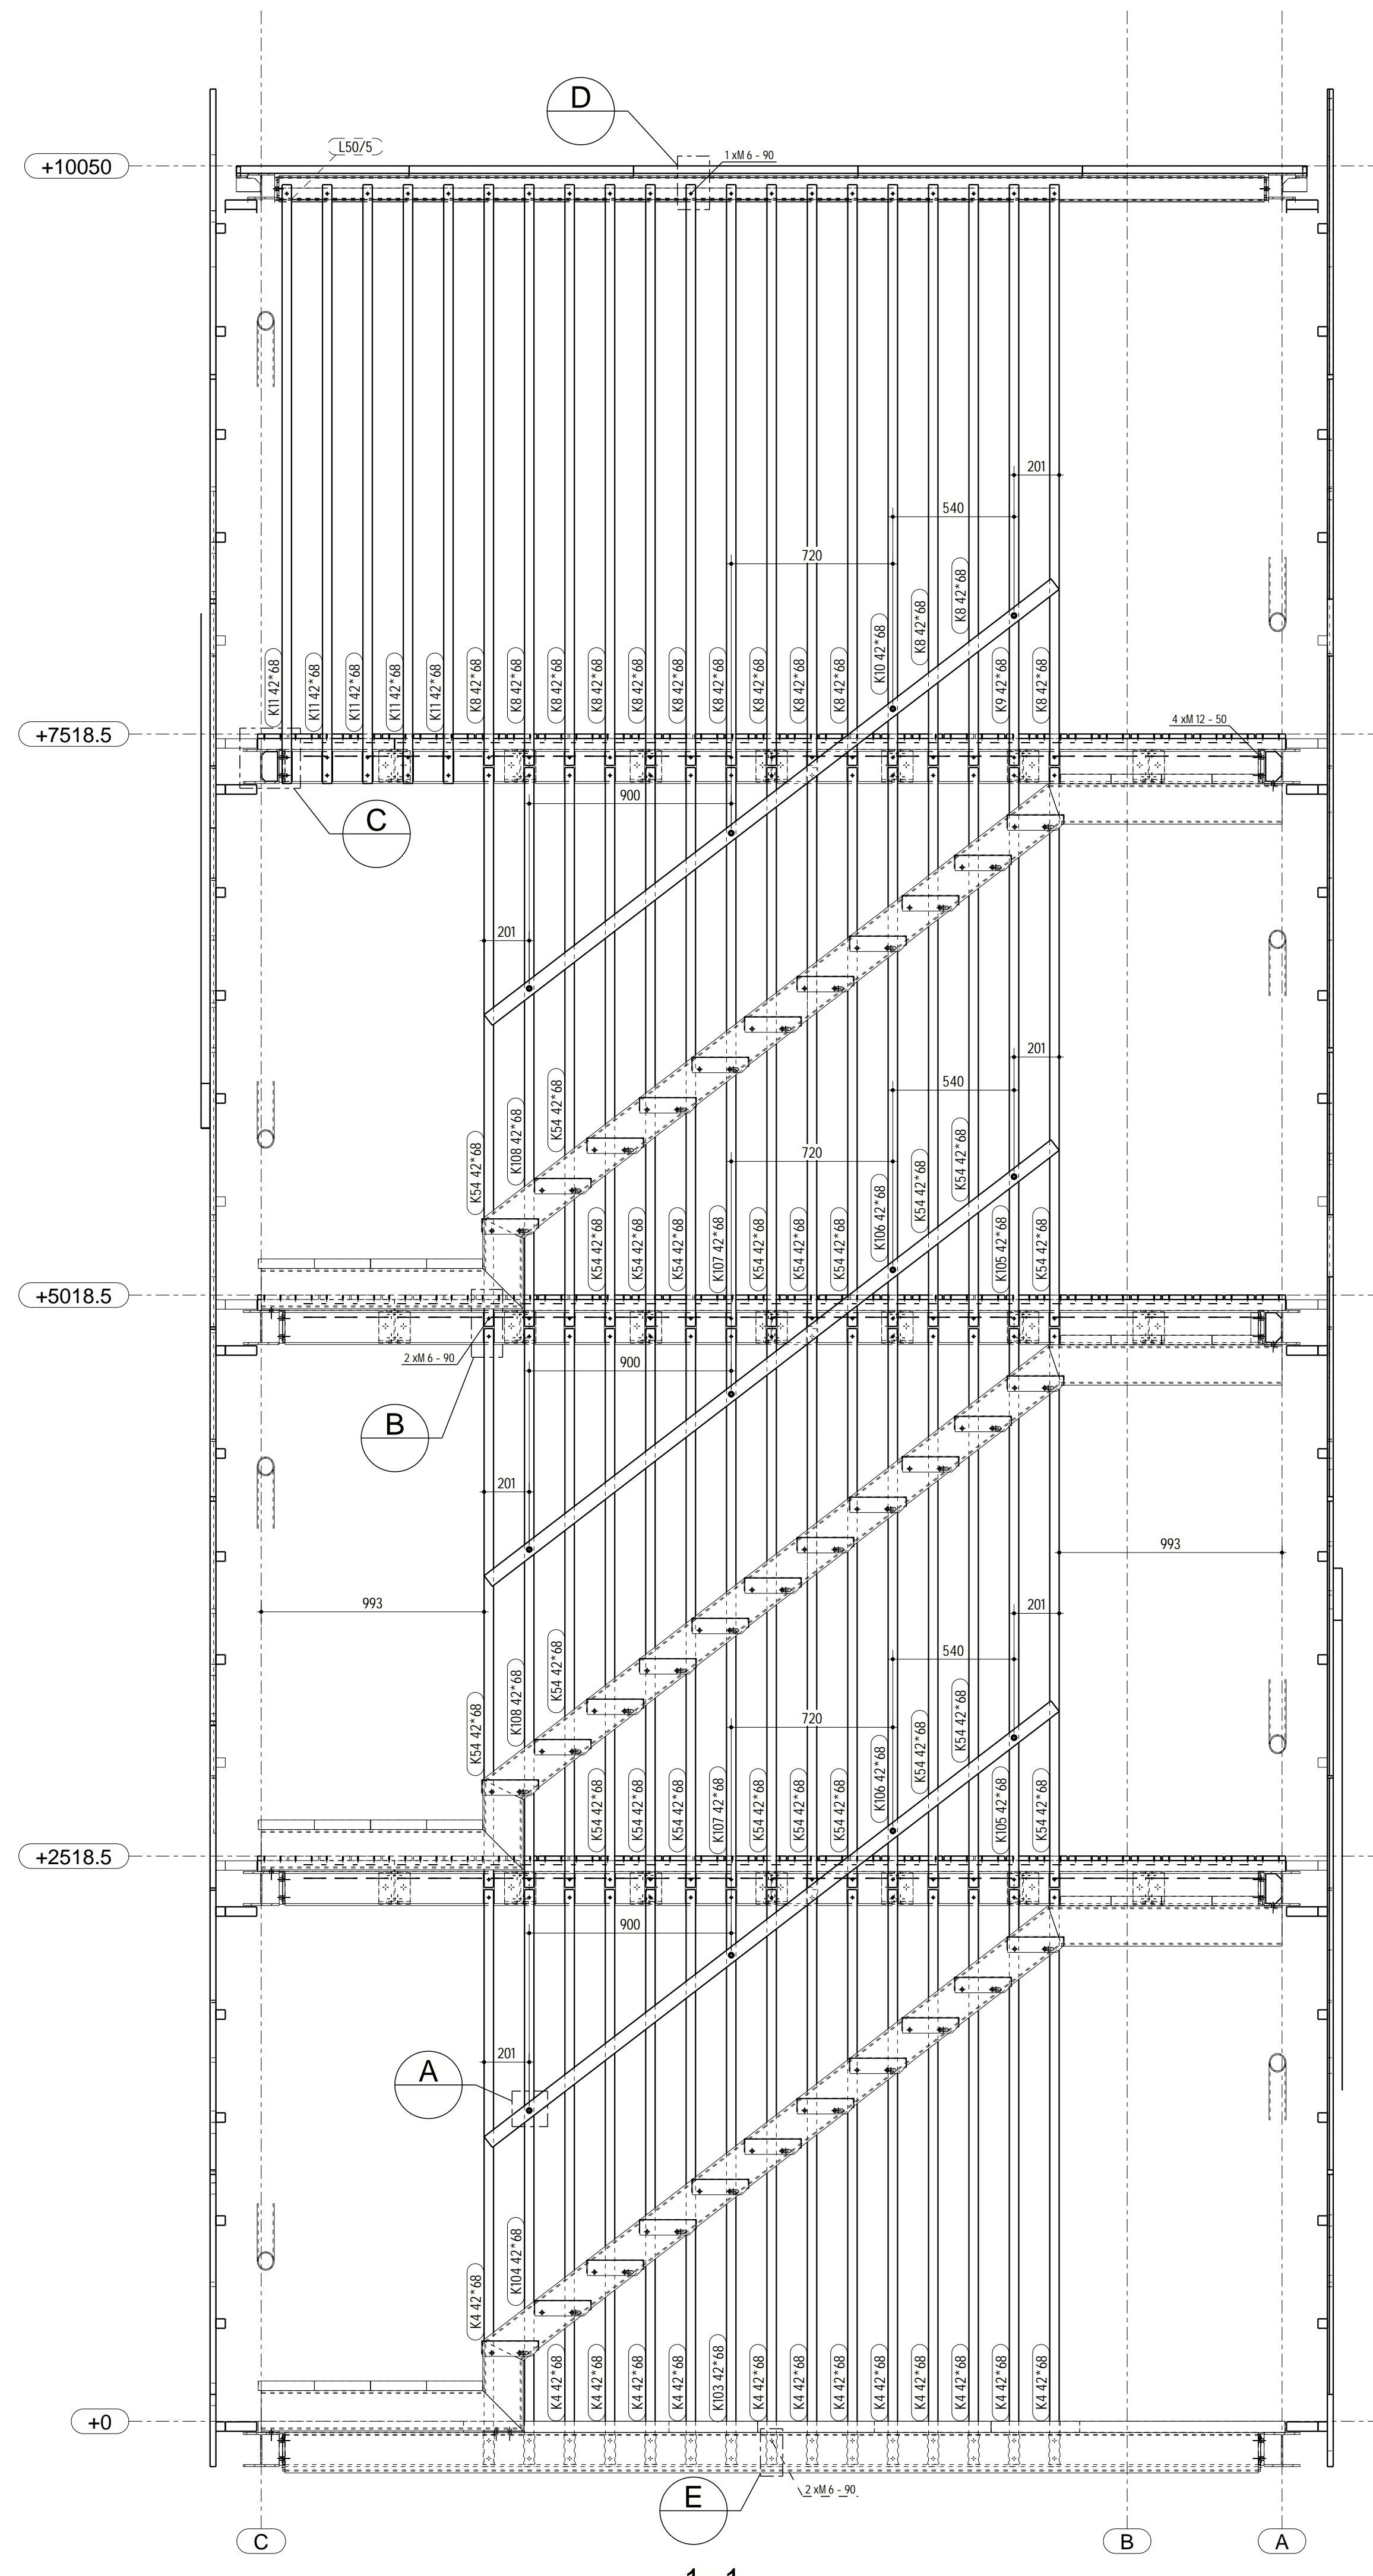 D
+10050
L50/5
1 xM 6 - 90
201
540
720
K11 42*68
K11 42*68
K11 42*68
K11 42*68
K11 42*68
K8 42*68
K8 42*68
K8 42*68
K8 42*68
K8 42*68
K8 42*68
K8 42*68
K8 42*68
K8 42*68
K8 42*68
K10 42*68
K8 42*68
K8 42*68
K9 42*68
K8 42*68
+7518.5
4 xM 12 - 50
C
900
201
201
540
720
K54 42*68
K108 42*68
K54 42*68
K54 42*68
K54 42*68
K54 42*68
K107 42*68
K54 42*68
K54 42*68
K54 42*68
K106 42*68
K54 42*68
K54 42*68
K105 42*68
K54 42*68
+5018.5
2 xM 6 - 90
B
900
201
993
993
201
540
720
K54 42*68
K108 42*68
K54 42*68
K54 42*68
K54 42*68
K54 42*68
K107 42*68
K54 42*68
K54 42*68
K54 42*68
K106 42*68
K54 42*68
K54 42*68
K105 42*68
K54 42*68
+2518.5
900
201
A
K4 42*68
K104 42*68
K4 42*68
K4 42*68
K4 42*68
K4 42*68
K103 42*68
K4 42*68
K4 42*68
K4 42*68
K4 42*68
K4 42*68
K4 42*68
K4 42*68
K4 42*68
+0
E
2 xM 6 - 90
C
B
A